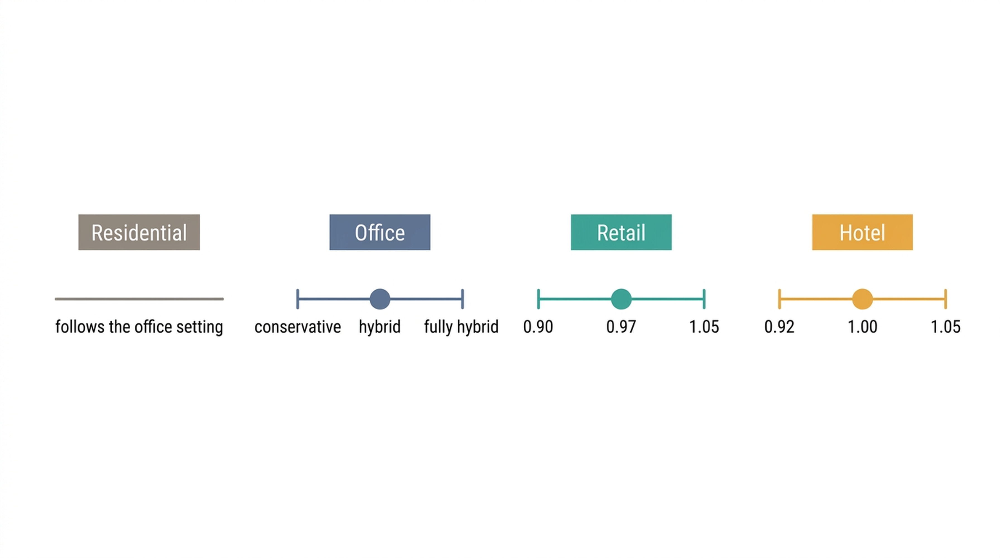 Residential
Office
Retail
Hotel
follows the office setting
conservative
hybrid
fully hybrid
0.90
0.97
1.05
0.92
1.00
1.05